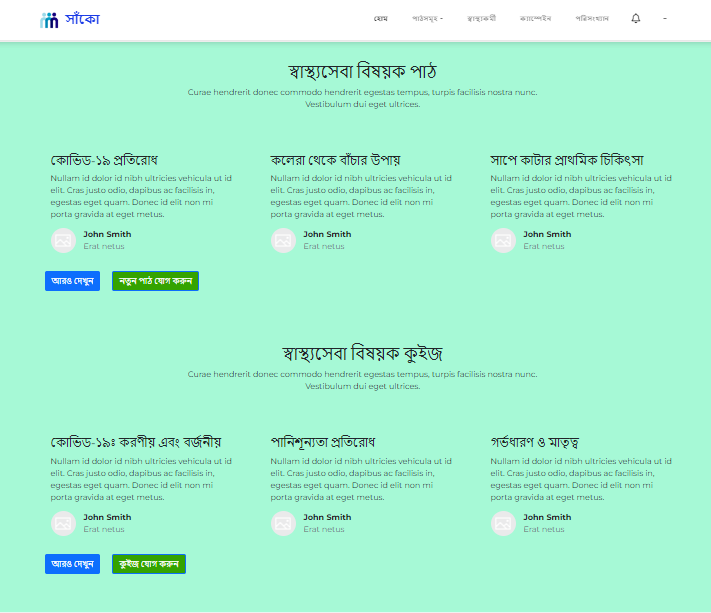 সাঁকো
হোম পাঠসমূহ স্বাস্থ্যকর্মী ক্যাম্পেইন পরিসংখ্যান
স্বাস্থ্যসেবা বিষয়ক পাঠ
Curae hendrerit donec commodo hendrerit egestas tempus, turpis facilisis nostra nunc.
Vestibulum dui eget ultrices.
কোভিড-১৯ প্রতিরোধ
Nullam id dolor id nibh ultricies vehicula ut id
elit. Cras justo odio, dapibus ac facilisis in,
egestas eget quam. Donec id elit non mi
porta gravida at eget metus.
John Smith
Erat netus
কলেরা থেকে বাঁচার উপায়
Nullam id dolor id nibh ultricies vehicula ut id
elit. Cras justo odio, dapibus ac facilisis in,
egestas eget quam. Donec id elit non mi
porta gravida at eget metus.
John Smith
Erat netus
সাপে কাটার প্রাথমিক চিকিৎসা
Nullam id dolor id nibh ultricies vehicula ut id
elit. Cras justo odio, dapibus ac facilisis in,
egestas eget quam. Donec id elit non mi
porta gravida at eget metus.
John Smith
Erat netus
আরও দেখুন নতুন পাঠ যোগ করুন
স্বাস্থ্যসেবা বিষয়ক কুইজ
Curae hendrerit donec commodo hendrerit egestas tempus, turpis facilisis nostra nunc.
Vestibulum dui eget ultrices.
কোভিড-১৯ঃ করণীয় এবং বর্জনীয়
Nullam id dolor id nibh ultricies vehicula ut id
elit. Cras justo odio, dapibus ac facilisis in,
egestas eget quam. Donec id elit non mi
porta gravida at eget metus.
John Smith
Erat netus
পানিশূন্যতা প্রতিরোধ
Nullam id dolor id nibh ultricies vehicula ut id
elit. Cras justo odio, dapibus ac facilisis in,
egestas eget quam. Donec id elit non mi
porta gravida at eget metus.
John Smith
Erat netus
গর্ভধারণ ও মাতৃত্ব
Nullam id dolor id nibh ultricies vehicula ut id
elit. Cras justo odio, dapibus ac facilisis in,
egestas eget quam. Donec id elit non mi
porta gravida at eget metus.
John Smith
Erat netus
আরও দেখুন কুইজ যোগ করুন